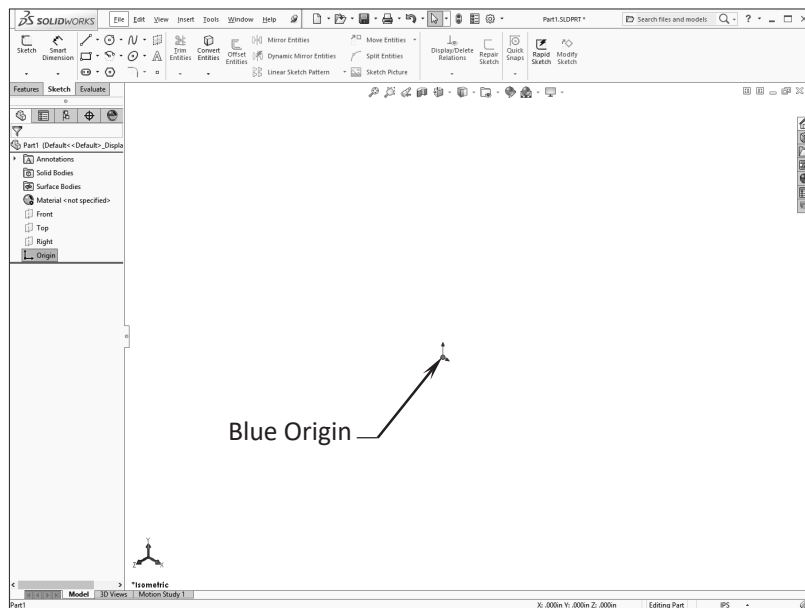 SOLIDWORKS File Edit View Insert Tools Window Help Part1.SLDPRT * Search files and models
Sketch Smart Dimension Trim Entities Convert Entities Offset Entities Mirror Entities Move Entities Display/Delete Relations Repair Sketch Quick Snaps Rapid Sketch Modify Sketch
Dynamic Mirror Entities Split Entities
Linear Sketch Pattern Sketch Picture
Features Sketch Evaluate
Part1 (Default<<Default>_Displa
Annotations
Solid Bodies
Surface Bodies
Material <not specified>
Front
Top
Right
Origin
Blue Origin
Y
Z X
*Isometric
Model 3D Views Motion Study 1
Part1 X: .000in Y: .000in Z: .000in Editing Part IPS